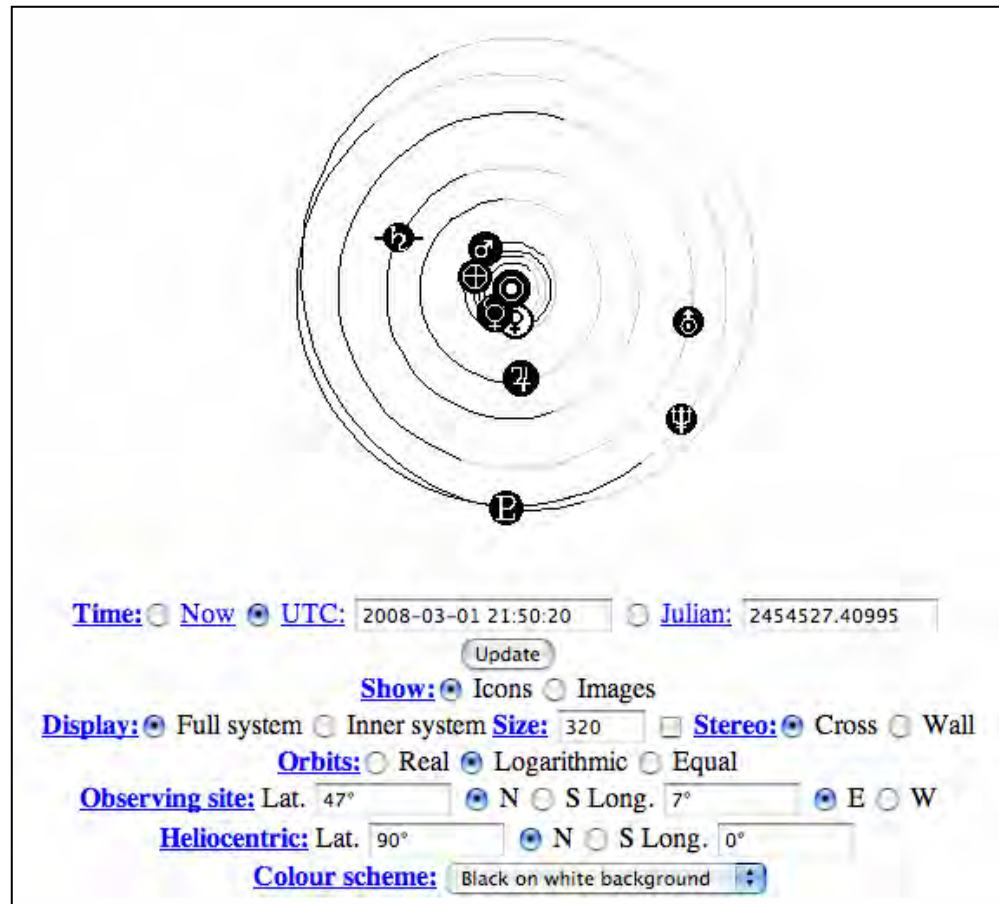 Time: Now UTC: 2008-03-01 21:50:20 Julian: 2454527.40995
Update
Show: Icons Images
Display: Full system Inner system Size: 320 Stereo: Cross Wall
Orbits: Real Logarithmic Equal
Observing site: Lat. 47° N S Long. 7° E W
Heliocentric: Lat. 90° N S Long. 0°
Colour scheme: Black on white background